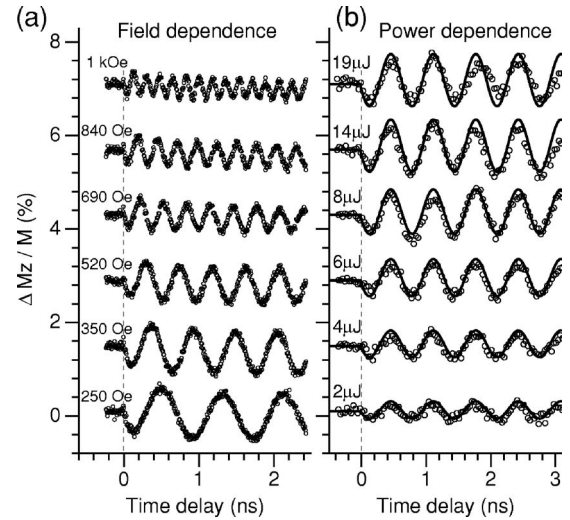 (a)
Field dependence
8
1 kOe
840 Oe
6
690 Oe
4
520 Oe
2
350 Oe
250 Oe
0
Δ Mz / M (%)
0 1 2
Time delay (ns)
(b)
Power dependence
19μJ
14μJ
8μJ
6μJ
4μJ
2μJ
0 1 2 3
Time delay (ns)